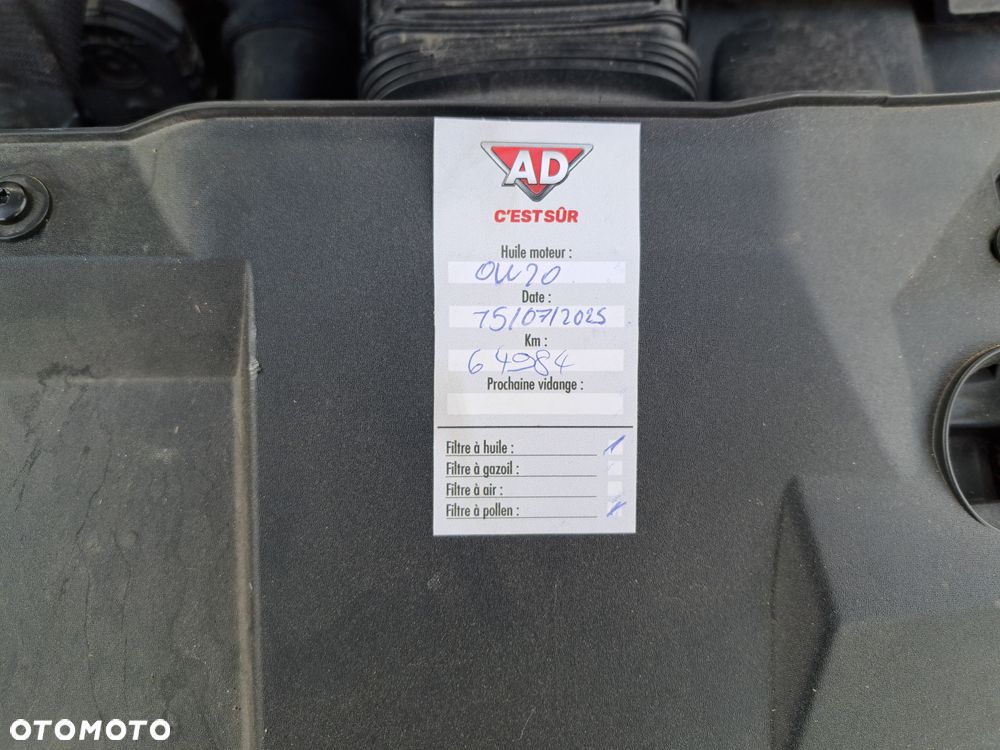 AD
C'EST SÛR
Huile moteur :
0W20
Date :
15/07/2025
Km :
64984
Prochaine vidange :
Filtre à huile :
Filtre à gazoil :
Filtre à air :
Filtre à pollen :
OTOMOTO